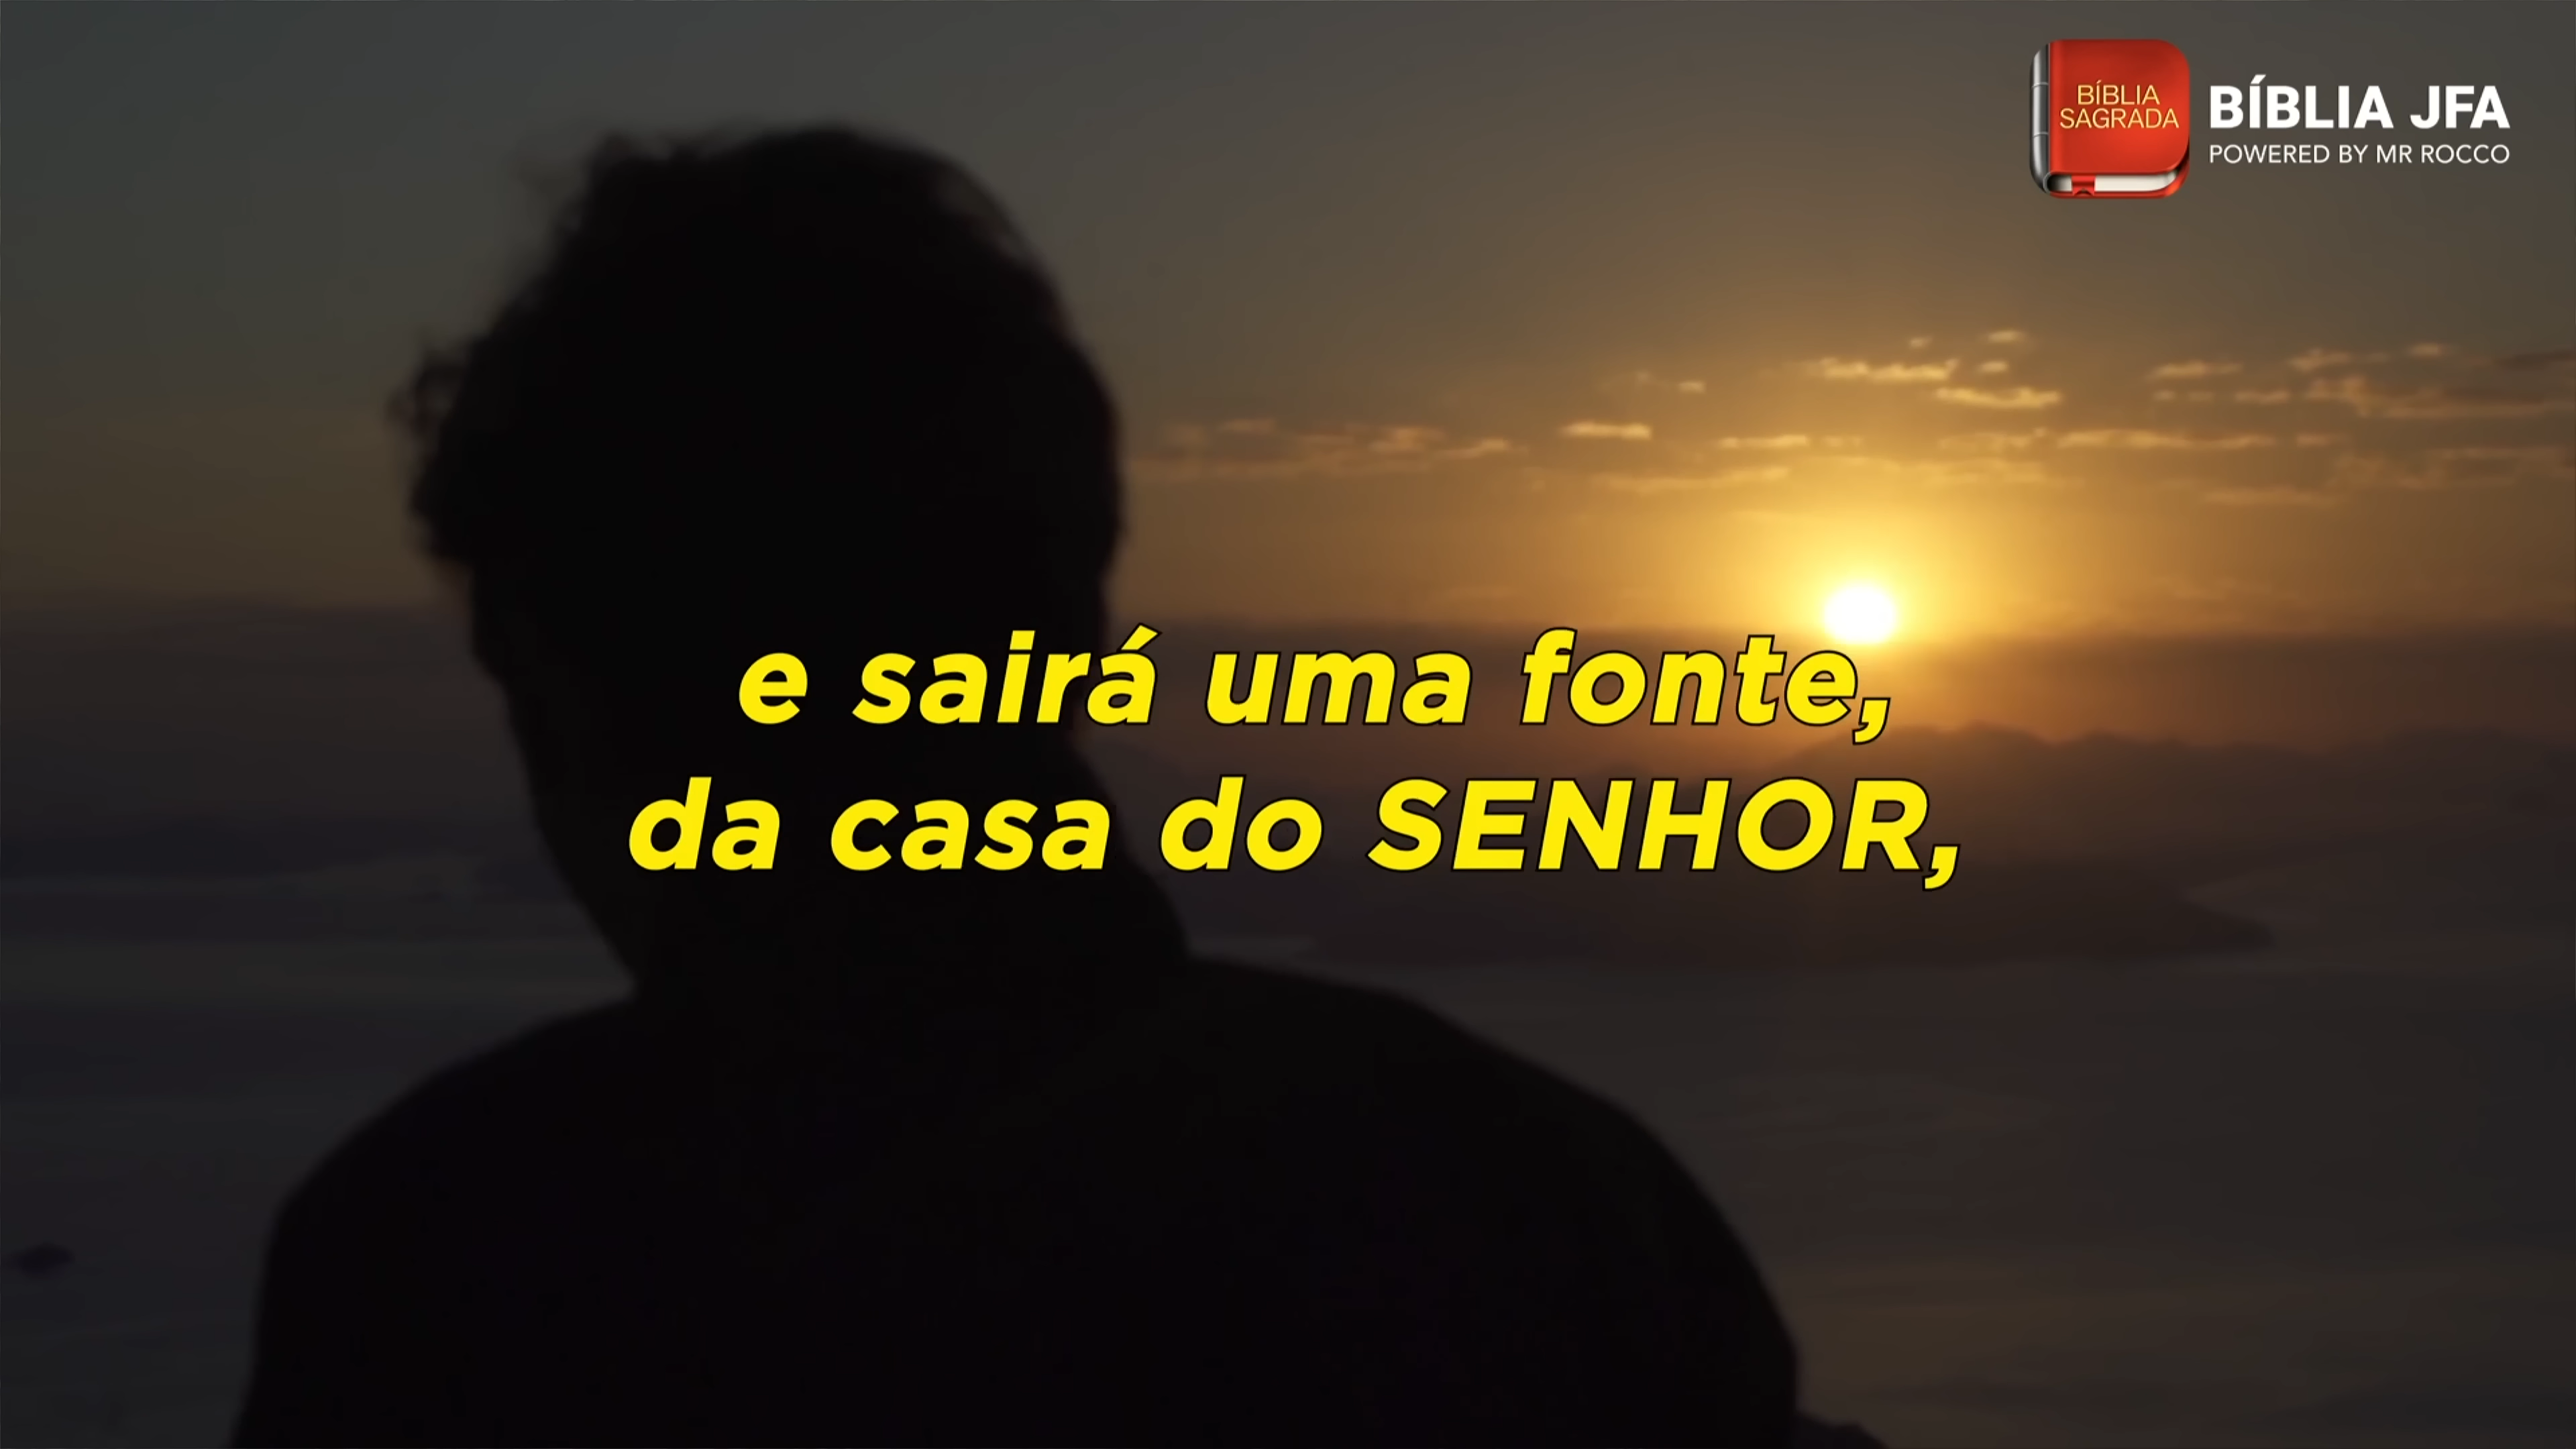 BÍBLIA
SAGRADA
BÍBLIA JFA
POWERED BY MR ROCCO
e sairá uma fonte,
da casa do SENHOR,